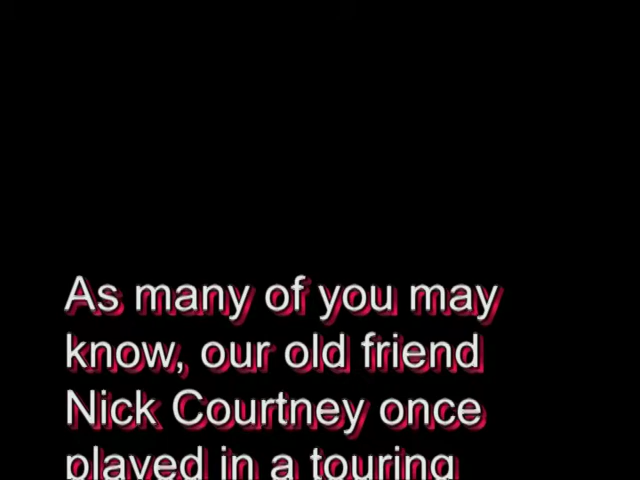 As many of you may
know, our old friend
Nick Courtney once
played in a touring